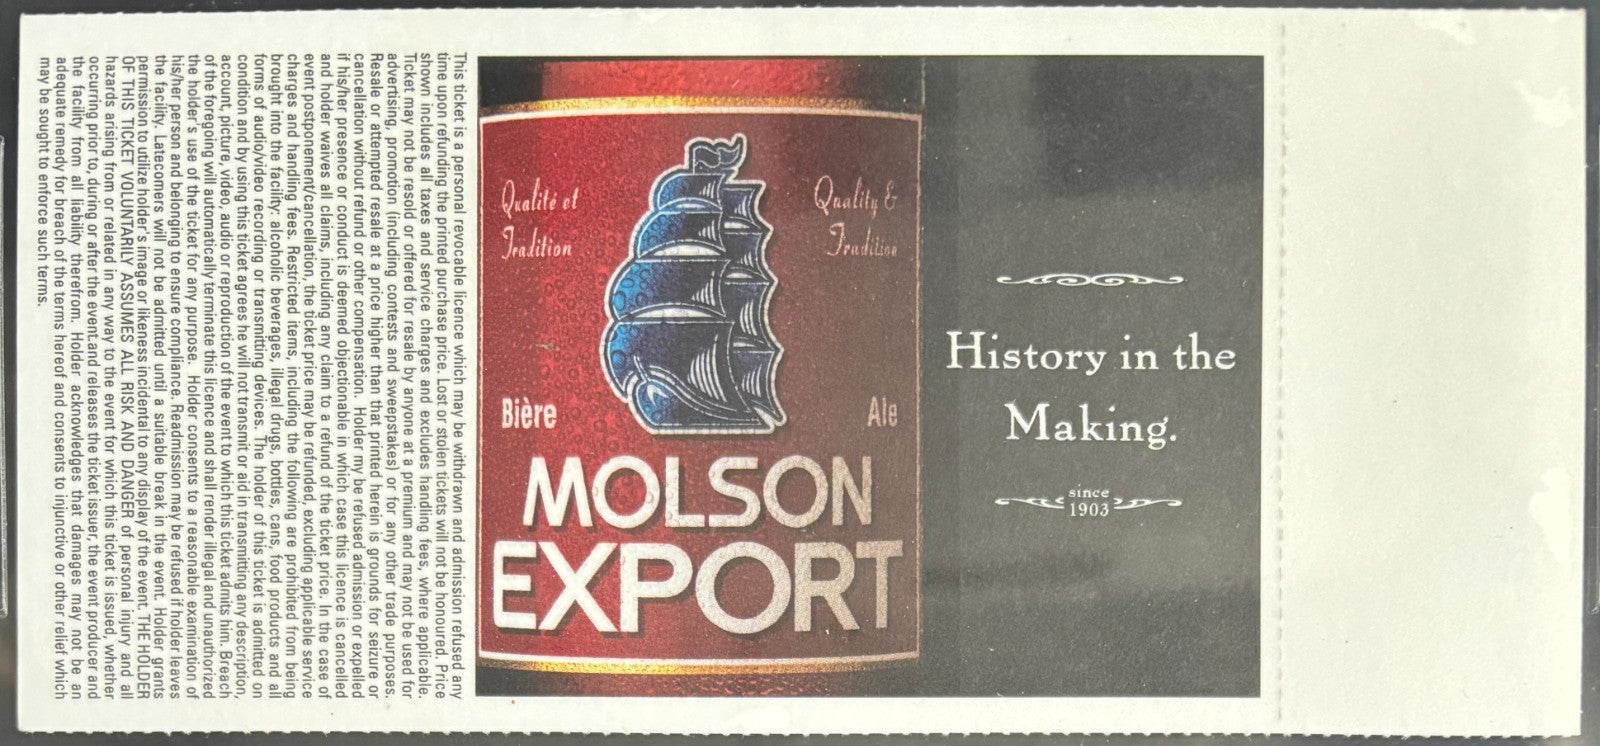 This ticket is a personal revocable licence which may be withdrawn and admission refused any
time upon refunding the printed purchase price. Lost or stolen tickets will not be honoured. Price
shown includes all taxes and service charges and excludes handling fees, where applicable.
Ticket may not be resold or offered for resale by anyone at a premium and may not be used for
advertising, promotion (including contests and sweepstakes) or for any other trade purposes.
Resale or attempted resale at a price higher than that printed herein is grounds for seizure or
cancellation without refund or other compensation. Holder my be refused admission or expelled
if his/her presence or conduct is deemed objectionable in which case this licence is cancelled
and holder waives all claims, including any claim to a refund of the ticket price. In the case of
event postponement/cancellation, the ticket price may be refunded, excluding applicable service
charges and handling fees. Restricted items, including the following are prohibited from being
brought into the facility: alcoholic beverages, illegal drugs, bottles, cans, food products and all
forms of audio/video recording or transmitting devices. The holder of this ticket is admitted on
condition and by using this ticket agrees he will not transmit or aid in transmitting any description,
account, picture, video, audio or reproduction of the event to which this ticket admits him. Breach
of the foregoing will automatically terminate this licence and shall render illegal and unauthorized
the holder's use of the ticket for any purpose. Holder consents to a reasonable examination of
his/her person and belonging to ensure compliance. Readmission may be refused if holder leaves
the facility. Latecomers will not be admitted until a suitable break in the event. Holder grants
permission to utilize holder's image or likeness incidental to any display of the event. THE HOLDER
OF THIS TICKET VOLUNTARILY ASSUMES ALL RISK AND DANGER of personal injury and all
hazards arising from or related in any way to the event for which this ticket is issued, whether
occurring prior to, during or after the event.and releases the ticket issuer, the event producer and
the facility from all liability therefrom. Holder acknowledges that damages may not be an
adequate remedy for breach of the terms hereof and consents to injunctive or other relief which
may be sought to enforce such terms.
Qualité et
Tradition
Quality &
Tradition
Bière
Ale
MOLSON
EXPORT
History in the
Making.
since
1903